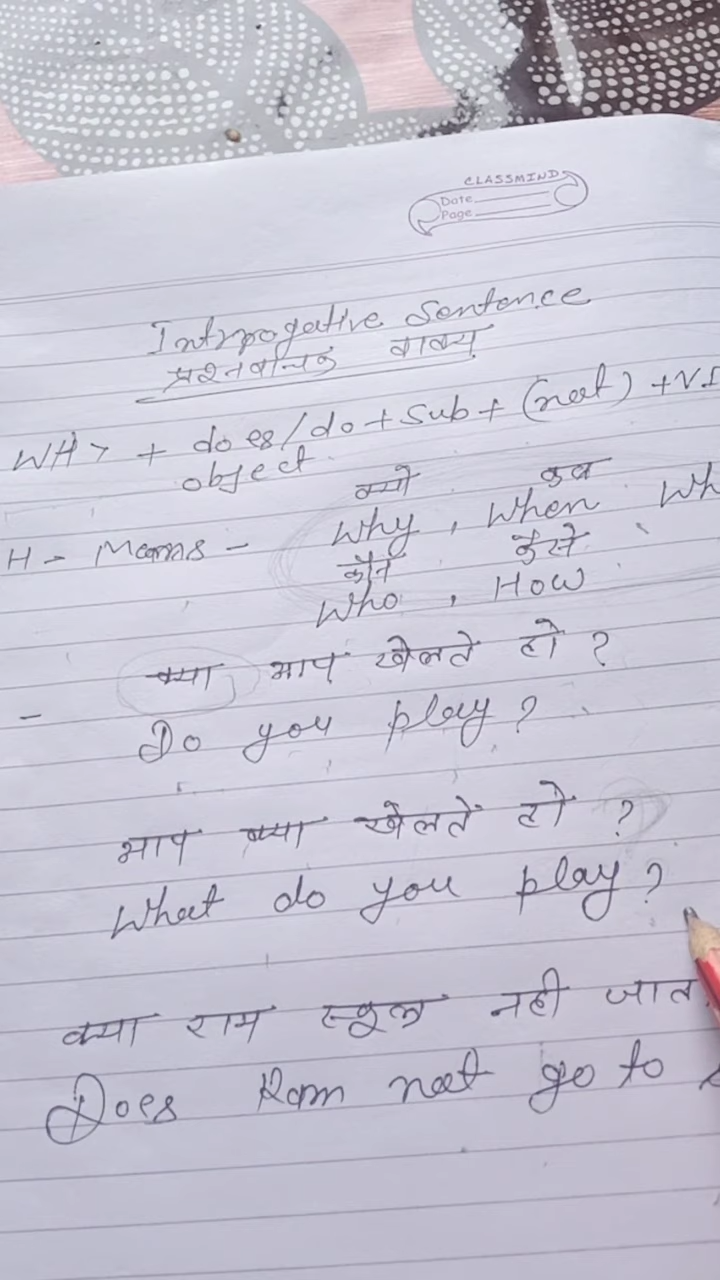 CLASSMIND
Date
Page
Intrrogative Sentence
प्रश्नवाचक वाक्य
WH> + does/do + Sub + (not) + VI
object
क्यों कब
H - Means - Why, When Wh
कौन कैसे
Who, How
क्या आप खेलते हो ?
- Do you play ?
आप क्या खेलते हो ?
What do you play ?
क्या राम स्कूल नही जात
Does Ram not go to